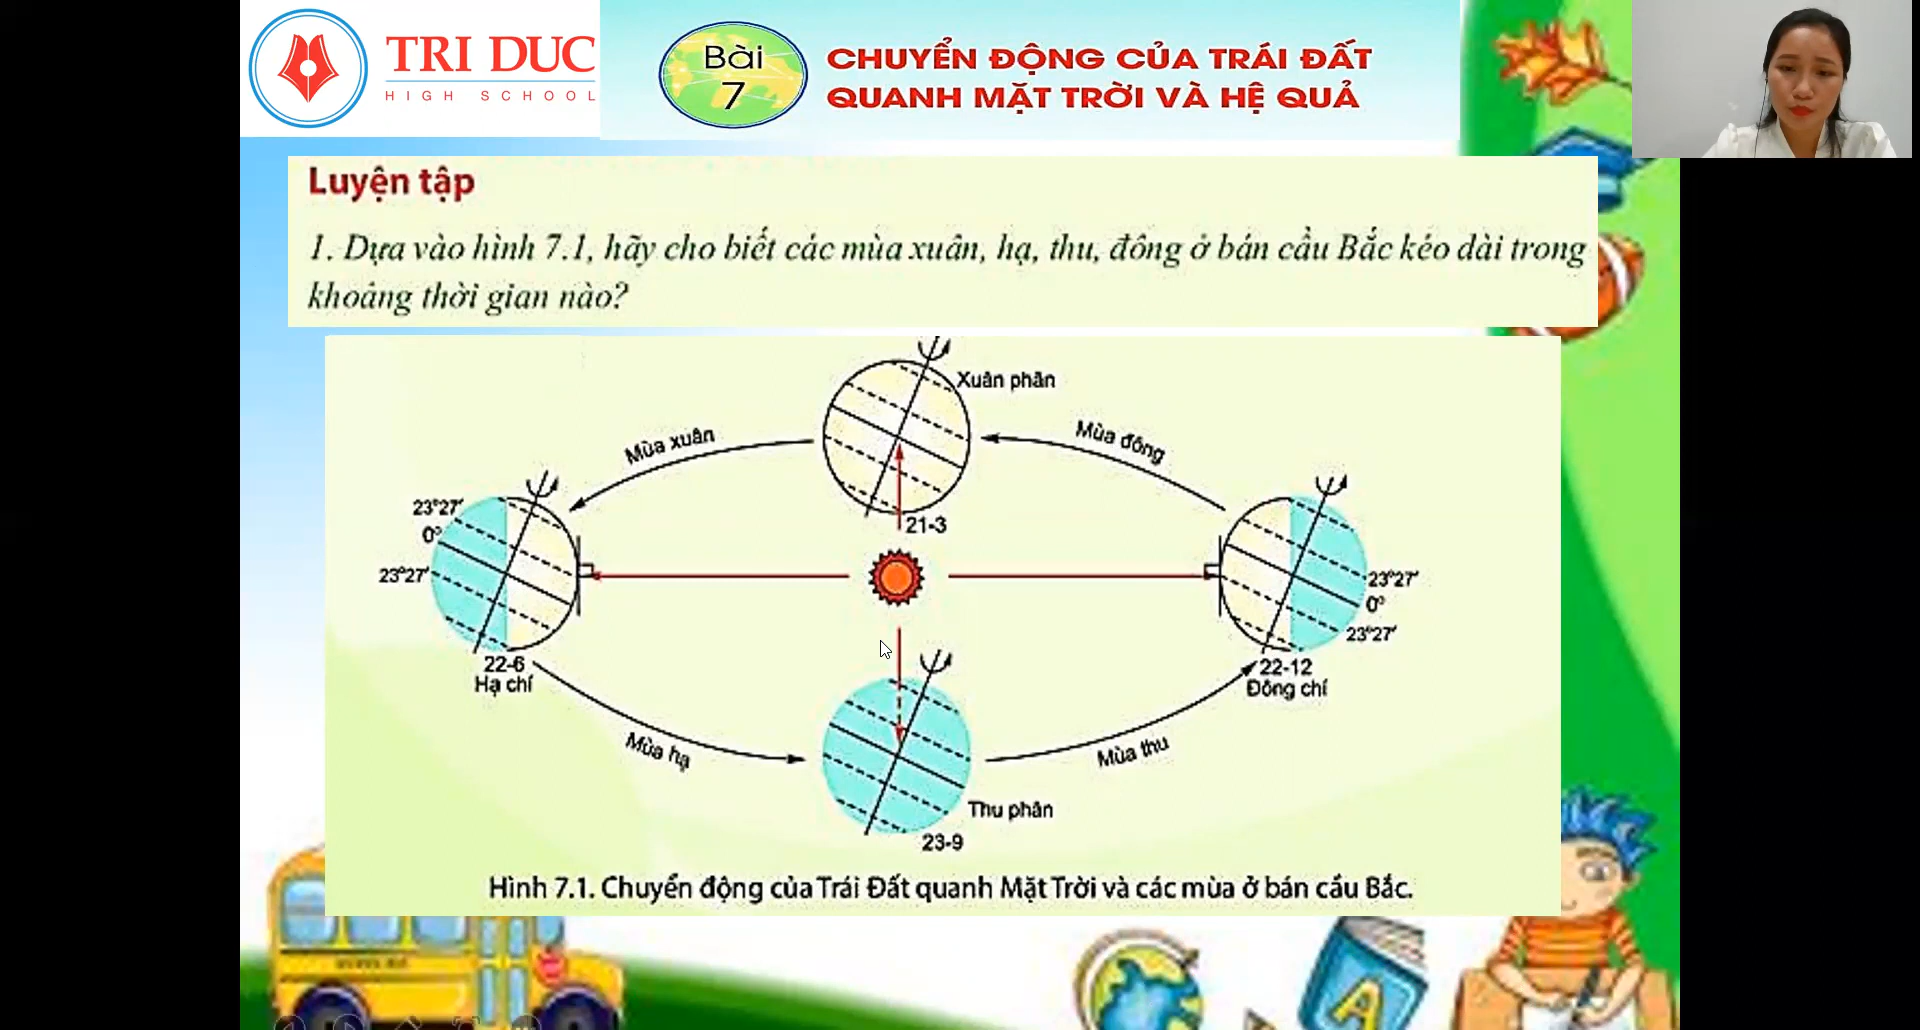 TRI DUC
HIGH SCHOOL
Bài
7
CHUYỂN ĐỘNG CỦA TRÁI ĐẤT
QUANH MẶT TRỜI VÀ HỆ QUẢ
Luyện tập
1. Dựa vào hình 7.1, hãy cho biết các mùa xuân, hạ, thu, đông ở bán cầu Bắc kéo dài trong
khoảng thời gian nào?
Xuân phân
Mùa xuân
Mùa đông
21-3
23°27'
0°
23°27'
23°27'
0°
23°27'
22-6
Hạ chí
22-12
Đông chí
Mùa hạ
Mùa thu
Thu phân
23-9
Hình 7.1. Chuyển động của Trái Đất quanh Mặt Trời và các mùa ở bán cầu Bắc.
A